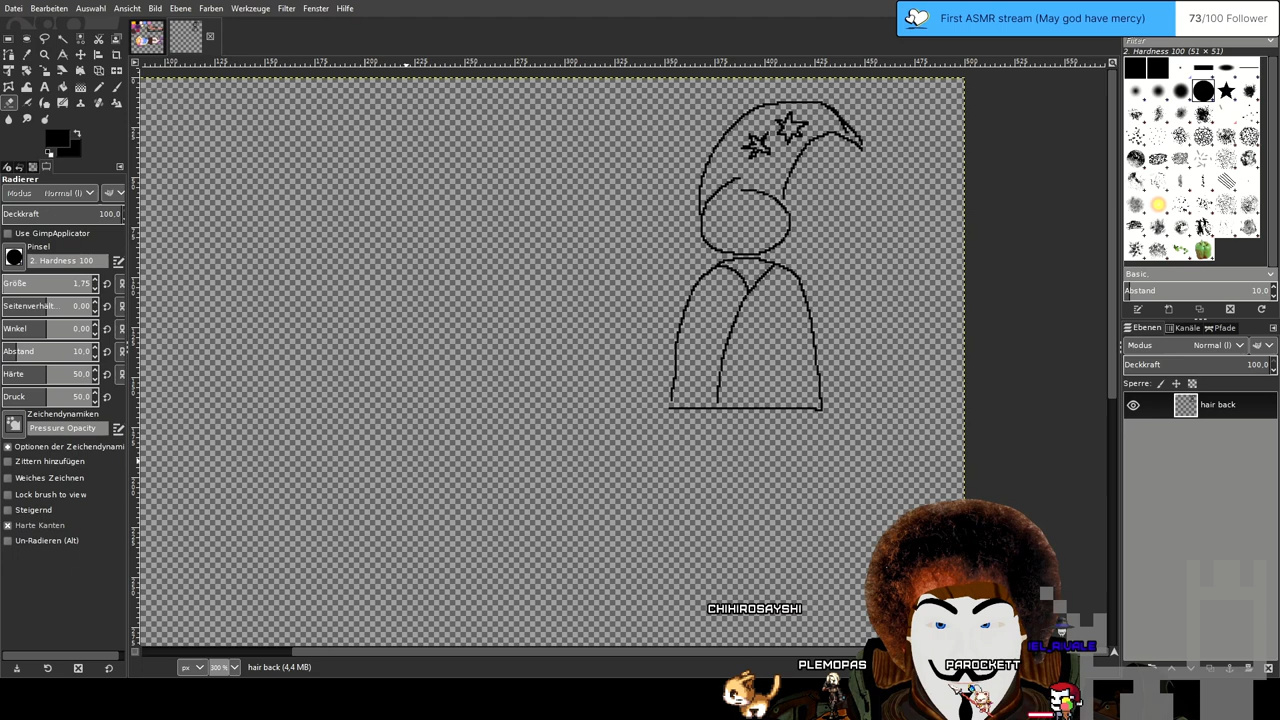 Datei Bearbeiten Auswahl Ansicht Bild Ebene Farben Werkzeuge Filter Fenster Hilfe
First ASMR stream (May god have mercy) 73/100 Follower
Filter
2. Hardness 100 (51 × 51)
Radierer
Modus Normal (l)
Deckkraft 100,0
Use GimpApplicator
Pinsel
2. Hardness 100
Größe 1,75
Seitenverhält... 0,00
Winkel 0,00
Abstand 10,0
Härte 50,0
Druck 50,0
Zeichendynamiken
Pressure Opacity
Optionen der Zeichendynami
Zittern hinzufügen
Weiches Zeichnen
Lock brush to view
Steigernd
Harte Kanten
Un-Radieren (Alt)
Basic,
Abstand 10,0
Ebenen Kanäle Pfade
Modus Normal (l)
Deckkraft 100,0
Sperre:
hair back
px 300 % hair back (4,4 MB)
CHIHIROSAYSHI
PLEMOPAS
PAROCKETT